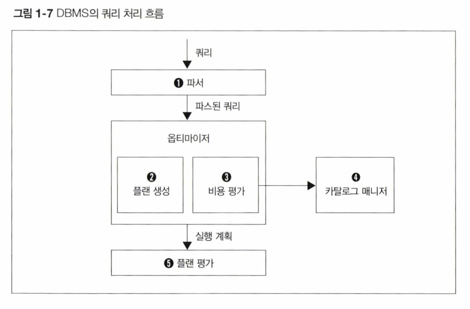 그림 1-7 DBMS의 쿼리 처리 흐름
쿼리
❶ 파서
파스된 쿼리
옵티마이저
❷
플랜 생성
❸
비용 평가
❹
카탈로그 매니저
실행 계획
❺ 플랜 평가